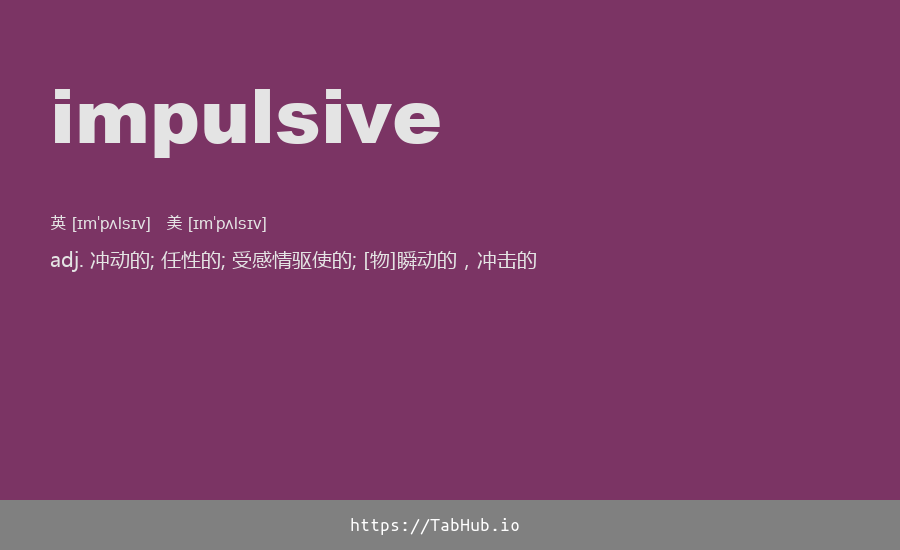 impulsive
英 [ɪmˈpʌlsɪv] 美 [ɪmˈpʌlsɪv]
adj. 冲动的; 任性的; 受感情驱使的; [物]瞬动的，冲击的
https://TabHub.io